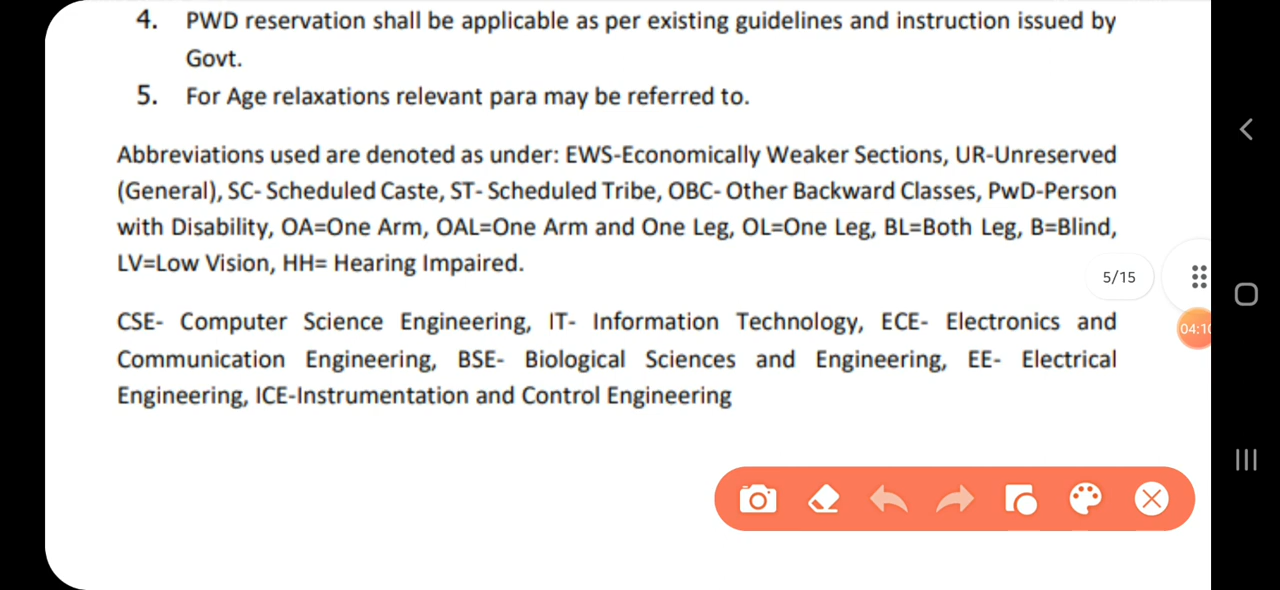 4. PWD reservation shall be applicable as per existing guidelines and instruction issued by
Govt.
5. For Age relaxations relevant para may be referred to.
Abbreviations used are denoted as under: EWS-Economically Weaker Sections, UR-Unreserved
(General), SC- Scheduled Caste, ST- Scheduled Tribe, OBC- Other Backward Classes, PwD-Person
with Disability, OA=One Arm, OAL=One Arm and One Leg, OL=One Leg, BL=Both Leg, B=Blind,
LV=Low Vision, HH= Hearing Impaired.
5/15
CSE- Computer Science Engineering, IT- Information Technology, ECE- Electronics and
04:10
Communication Engineering, BSE- Biological Sciences and Engineering, EE- Electrical
Engineering, ICE-Instrumentation and Control Engineering